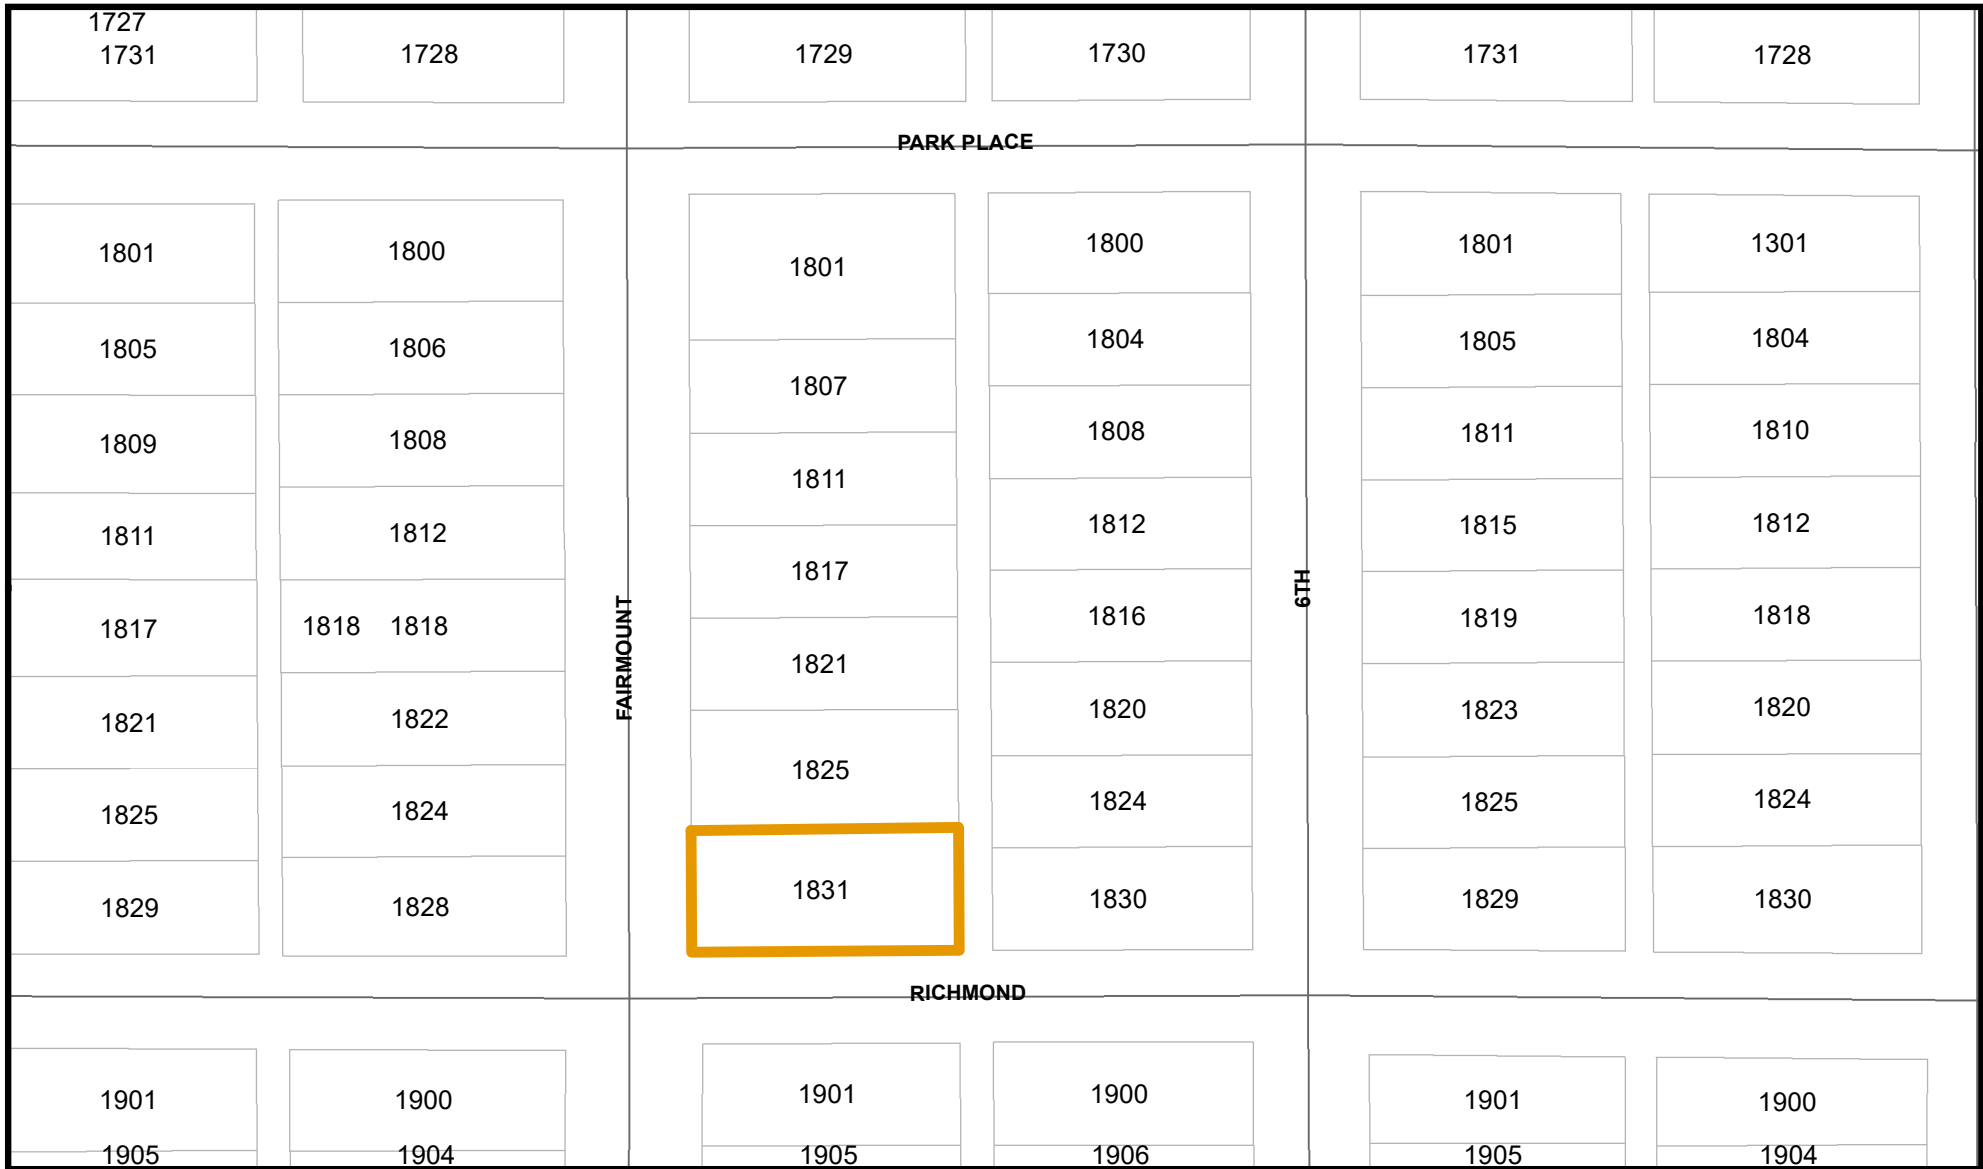 1727
1731 1728 1729 1730 1731 1728
PARK PLACE
1801 1800 1801 1800 1801 1301
1805 1806 1807 1804 1805 1804
1809 1808 1811 1808 1811 1810
1811 1812 1817 1812 1815 1812
1817 1818 1818 1821 1816 1819 1818
FAIRMOUNT
6TH
1821 1822 1825 1820 1823 1820
1825 1824 1824 1825 1824
1829 1828 1831 1830 1829 1830
RICHMOND
1901 1900 1901 1900 1901 1900
1905 1904 1905 1906 1905 1904